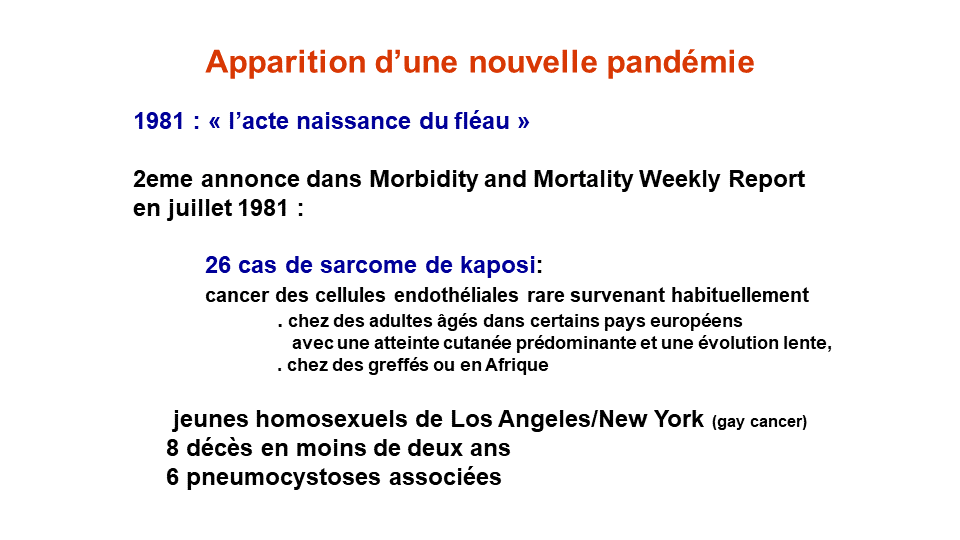 Apparition d’une nouvelle pandémie
1981 : « l’acte naissance du fléau »
2eme annonce dans Morbidity and Mortality Weekly Report
en juillet 1981 :
26 cas de sarcome de kaposi:
cancer des cellules endothéliales rare survenant habituellement
. chez des adultes âgés dans certains pays européens
avec une atteinte cutanée prédominante et une évolution lente,
. chez des greffés ou en Afrique
jeunes homosexuels de Los Angeles/New York (gay cancer)
8 décès en moins de deux ans
6 pneumocystoses associées